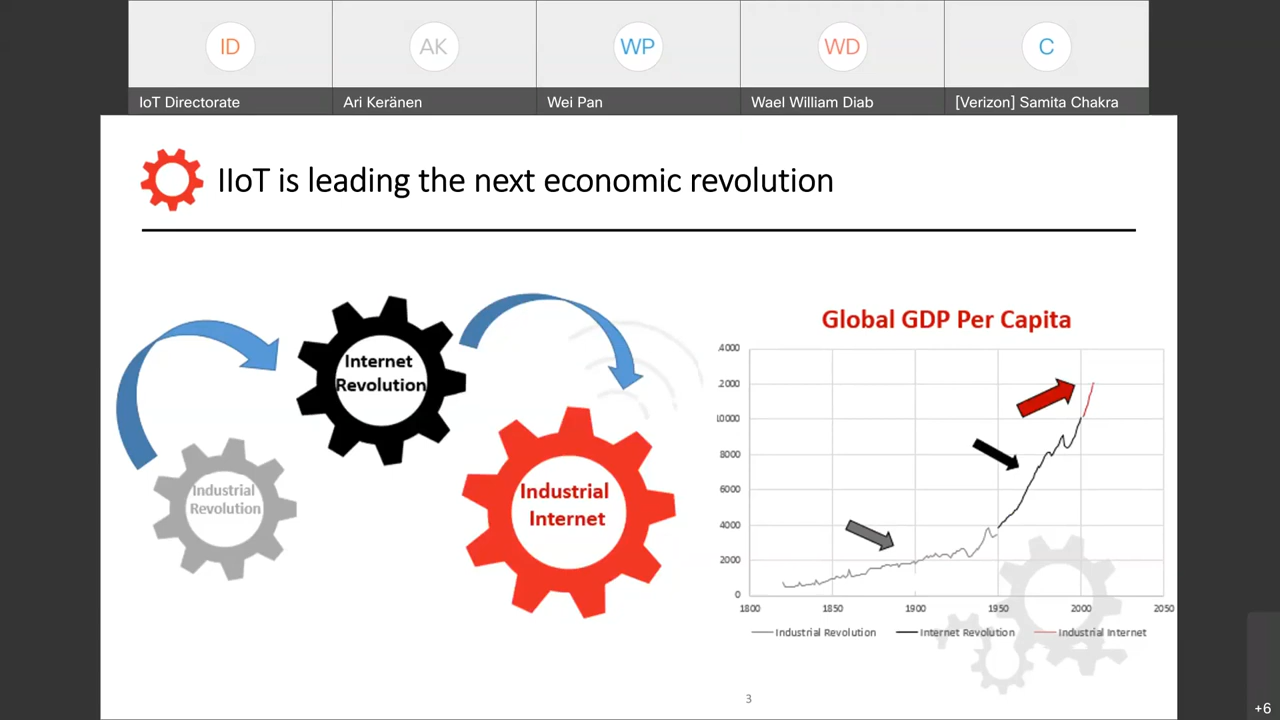 ID
AK
WP
WD
C
IoT Directorate
Ari Keränen
Wei Pan
Wael William Diab
[Verizon] Samita Chakra
IIoT is leading the next economic revolution
Internet
Revolution
Industrial
Revolution
Industrial
Internet
Global GDP Per Capita
14000
12000
10000
8000
6000
4000
2000
0
1800
1850
1900
1950
2000
2050
Industrial Revolution
Internet Revolution
Industrial Internet
3
+6